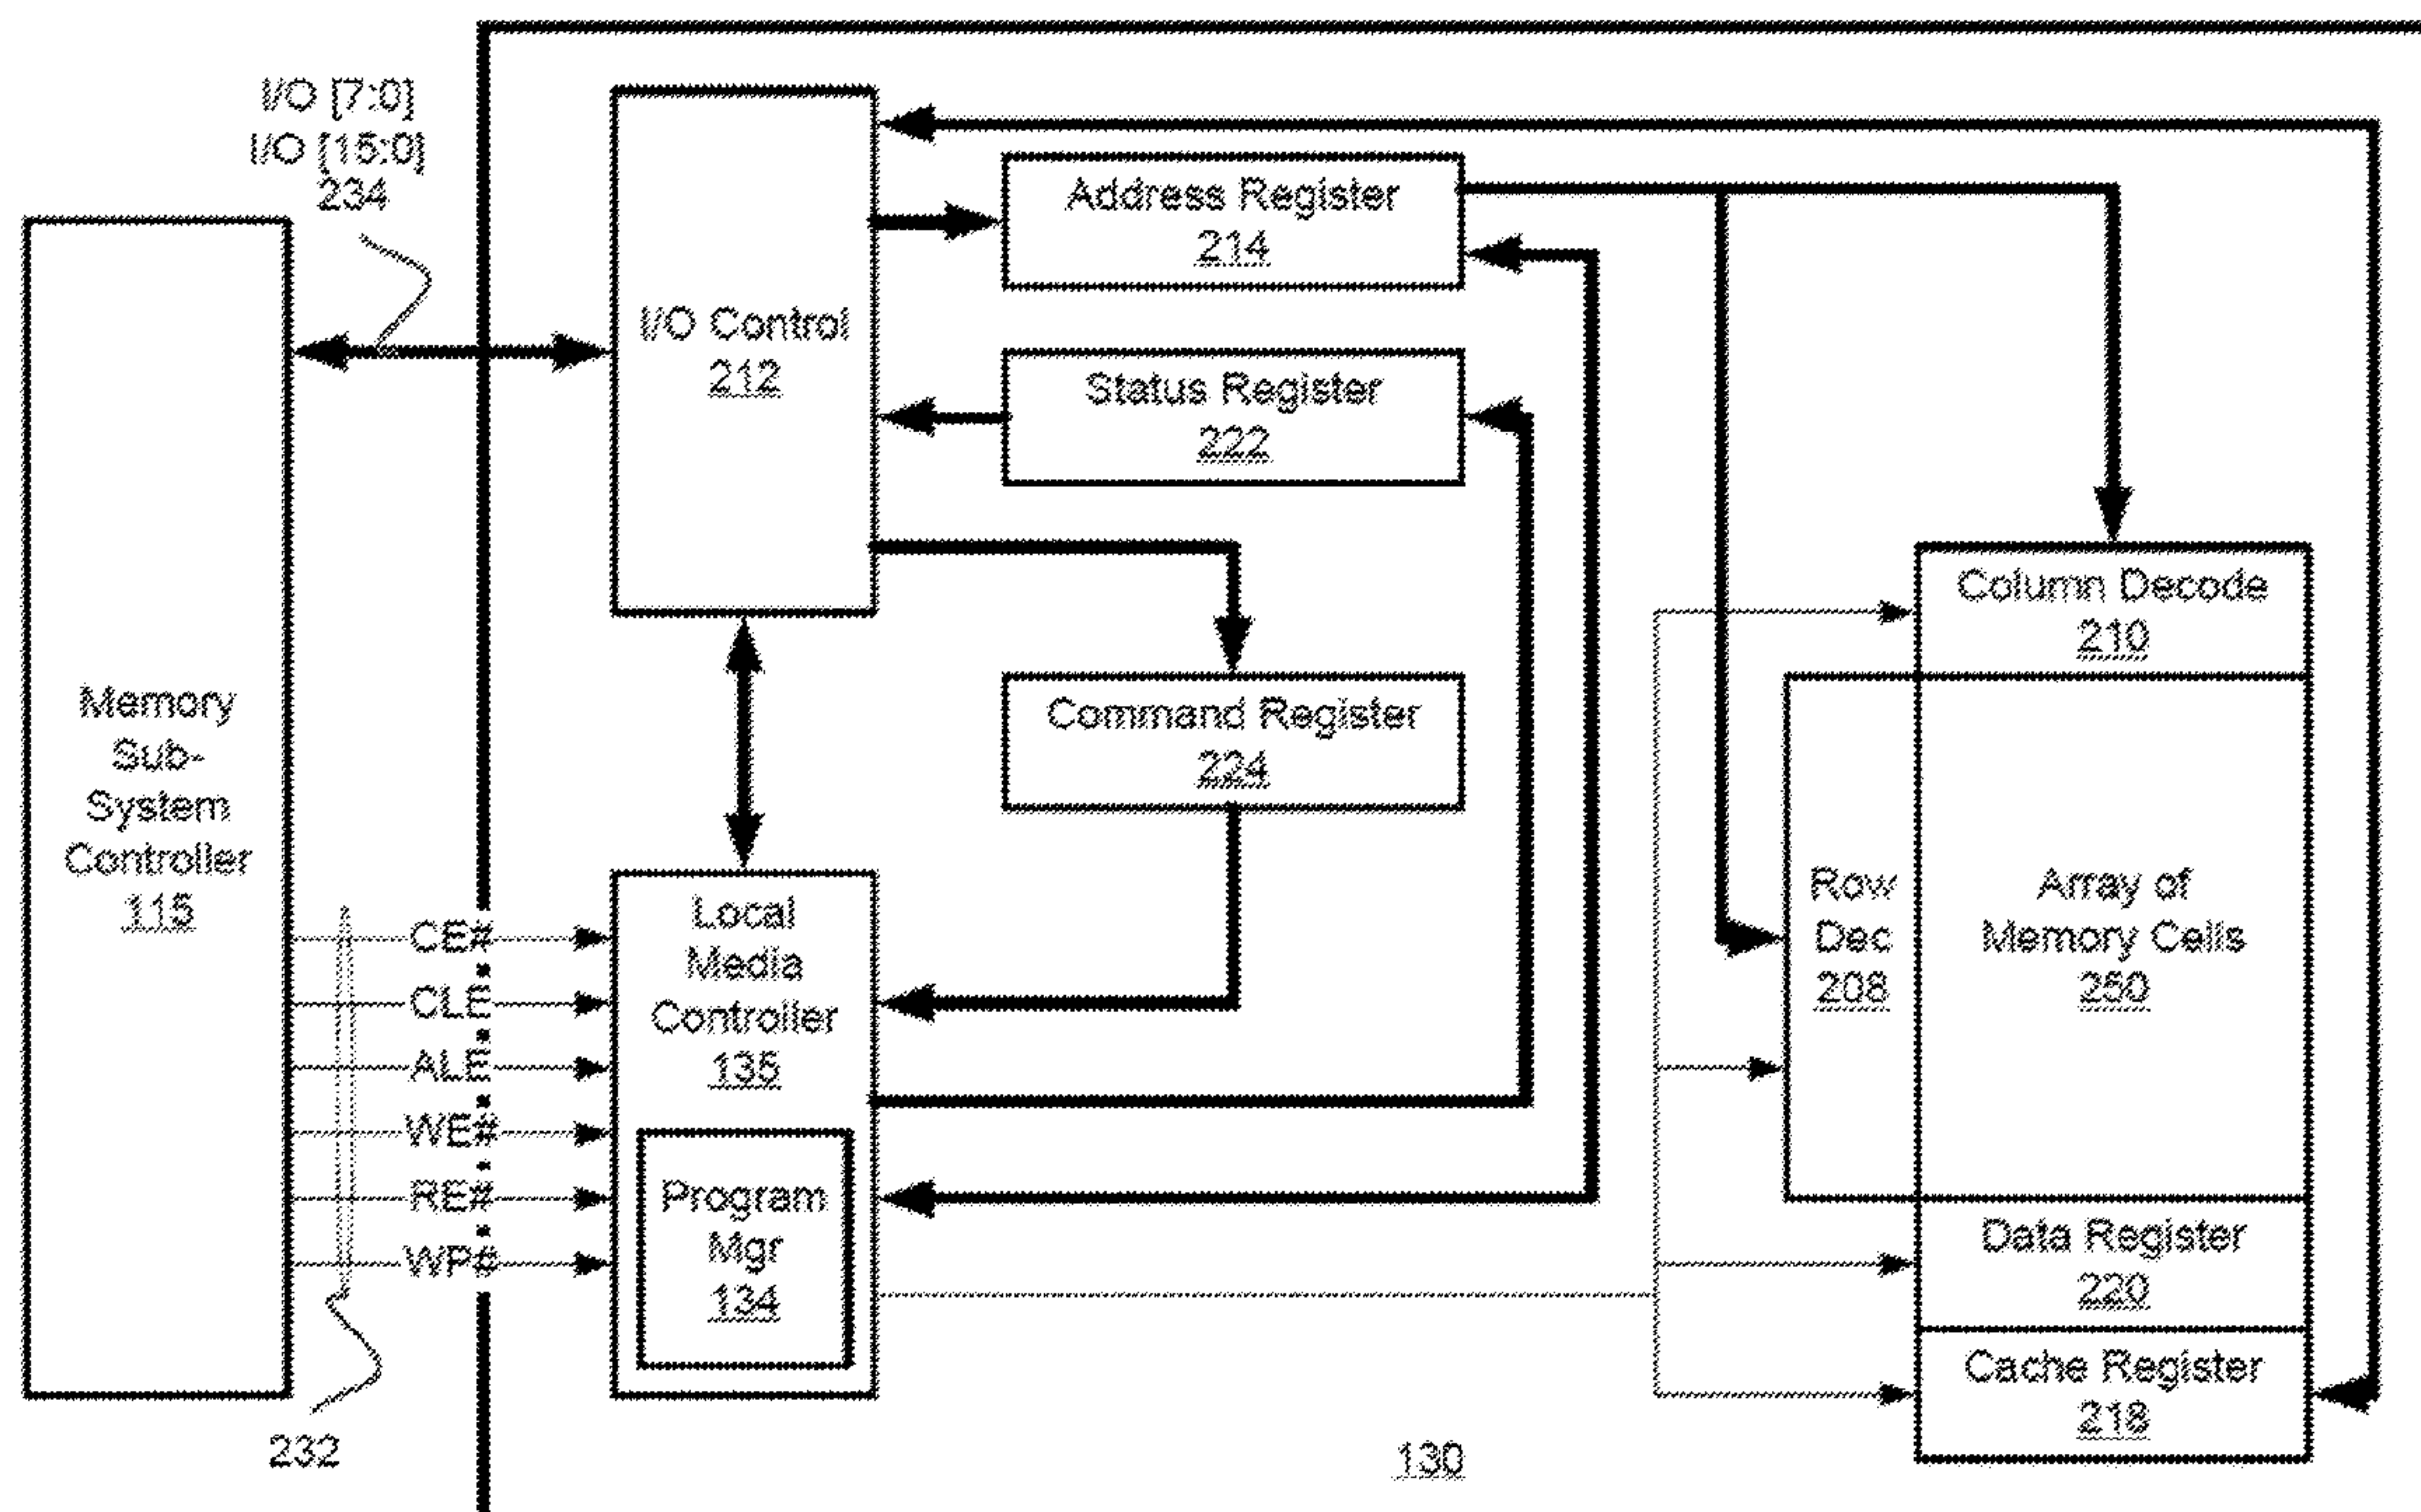 I/O [7:0]
I/O [15:0]
234
Memory
Sub-
System
Controller
115
I/O Control
212
Address Register
214
Status Register
222
Command Register
224
CE#
CLE
ALE
WE#
RE#
WP#
232
Local
Media
Controller
135
Program
Mgr
134
Column Decode
210
Row
Dec
208
Array of
Memory Cells
250
Data Register
220
Cache Register
218
130